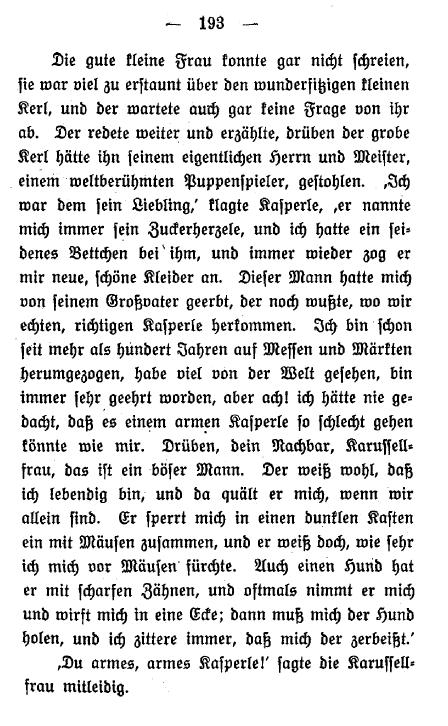 — 193 —
Die gute kleine Frau konnte gar nicht schreien,
sie war viel zu erstaunt über den wunderfitzigen kleinen
Kerl, und der wartete auch gar keine Frage von ihr
ab. Der redete weiter und erzählte, drüben der grobe
Kerl hätte ihn seinem eigentlichen Herrn und Meister,
einem weltberühmten Puppenspieler, gestohlen. ‚Ich
war dem sein Liebling,‘ klagte Kasperle, ‚er nannte
mich immer sein Zuckerherzele, und ich hatte ein sei-
denes Bettchen bei ihm, und immer wieder zog er
mir neue, schöne Kleider an. Dieser Mann hatte mich
von seinem Großvater geerbt, der noch wußte, wo wir
echten, richtigen Kasperle herkommen. Ich bin schon
seit mehr als hundert Jahren auf Messen und Märkten
herumgezogen, habe viel von der Welt gesehen, bin
immer sehr geehrt worden, aber ach! ich hätte nie ge-
dacht, daß es einem armen Kasperle so schlecht gehen
könnte wie mir. Drüben, dein Nachbar, Karussell-
frau, das ist ein böser Mann. Der weiß wohl, daß
ich lebendig bin, und da quält er mich, wenn wir
allein sind. Er sperrt mich in einen dunklen Kasten
ein mit Mäusen zusammen, und er weiß doch, wie sehr
ich mich vor Mäusen fürchte. Auch einen Hund hat
er mit scharfen Zähnen, und oftmals nimmt er mich
und wirft mich in eine Ecke; dann muß mich der Hund
holen, und ich zittere immer, daß mich der zerbeißt.‘
‚Du armes, armes Kasperle!‘ sagte die Karussell-
frau mitleidig.